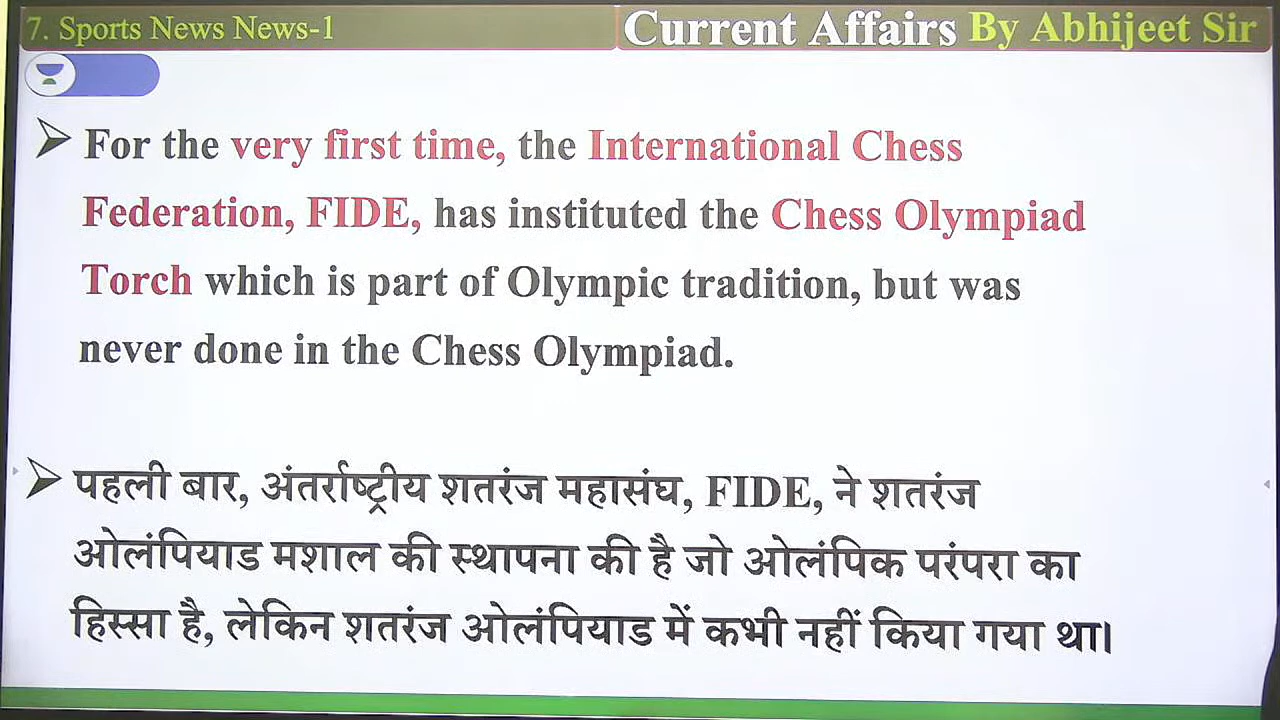 7. Sports News News-1
Current Affairs By Abhijeet Sir
For the very first time, the International Chess
Federation, FIDE, has instituted the Chess Olympiad
Torch which is part of Olympic tradition, but was
never done in the Chess Olympiad.
पहली बार, अंतर्राष्ट्रीय शतरंज महासंघ, FIDE, ने शतरंज
ओलंपियाड मशाल की स्थापना की है जो ओलंपिक परंपरा का
हिस्सा है, लेकिन शतरंज ओलंपियाड में कभी नहीं किया गया था।